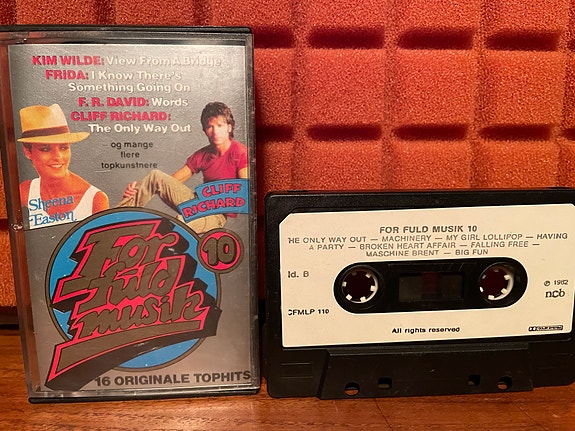 KIM WILDE: View From A Bridge
FRIDA: I Know There's
Something Going On
F. R. DAVID: Words
CLIFF RICHARD:
The Only Way Out
og mange
flere
topkunstnere
Sheena
Easton
CLIFF
RICHARD
For
fuld
musik
10
16 ORIGINALE TOPHITS
FOR FULD MUSIK 10
HE ONLY WAY OUT — MACHINERY — MY GIRL LOLLIPOP — HAVING
A PARTY — BROKEN HEART AFFAIR — FALLING FREE —
MASCHINE BRENT — BIG FUN
ld. B
℗ 1982
ncb
CFMLP 110
All rights reserved